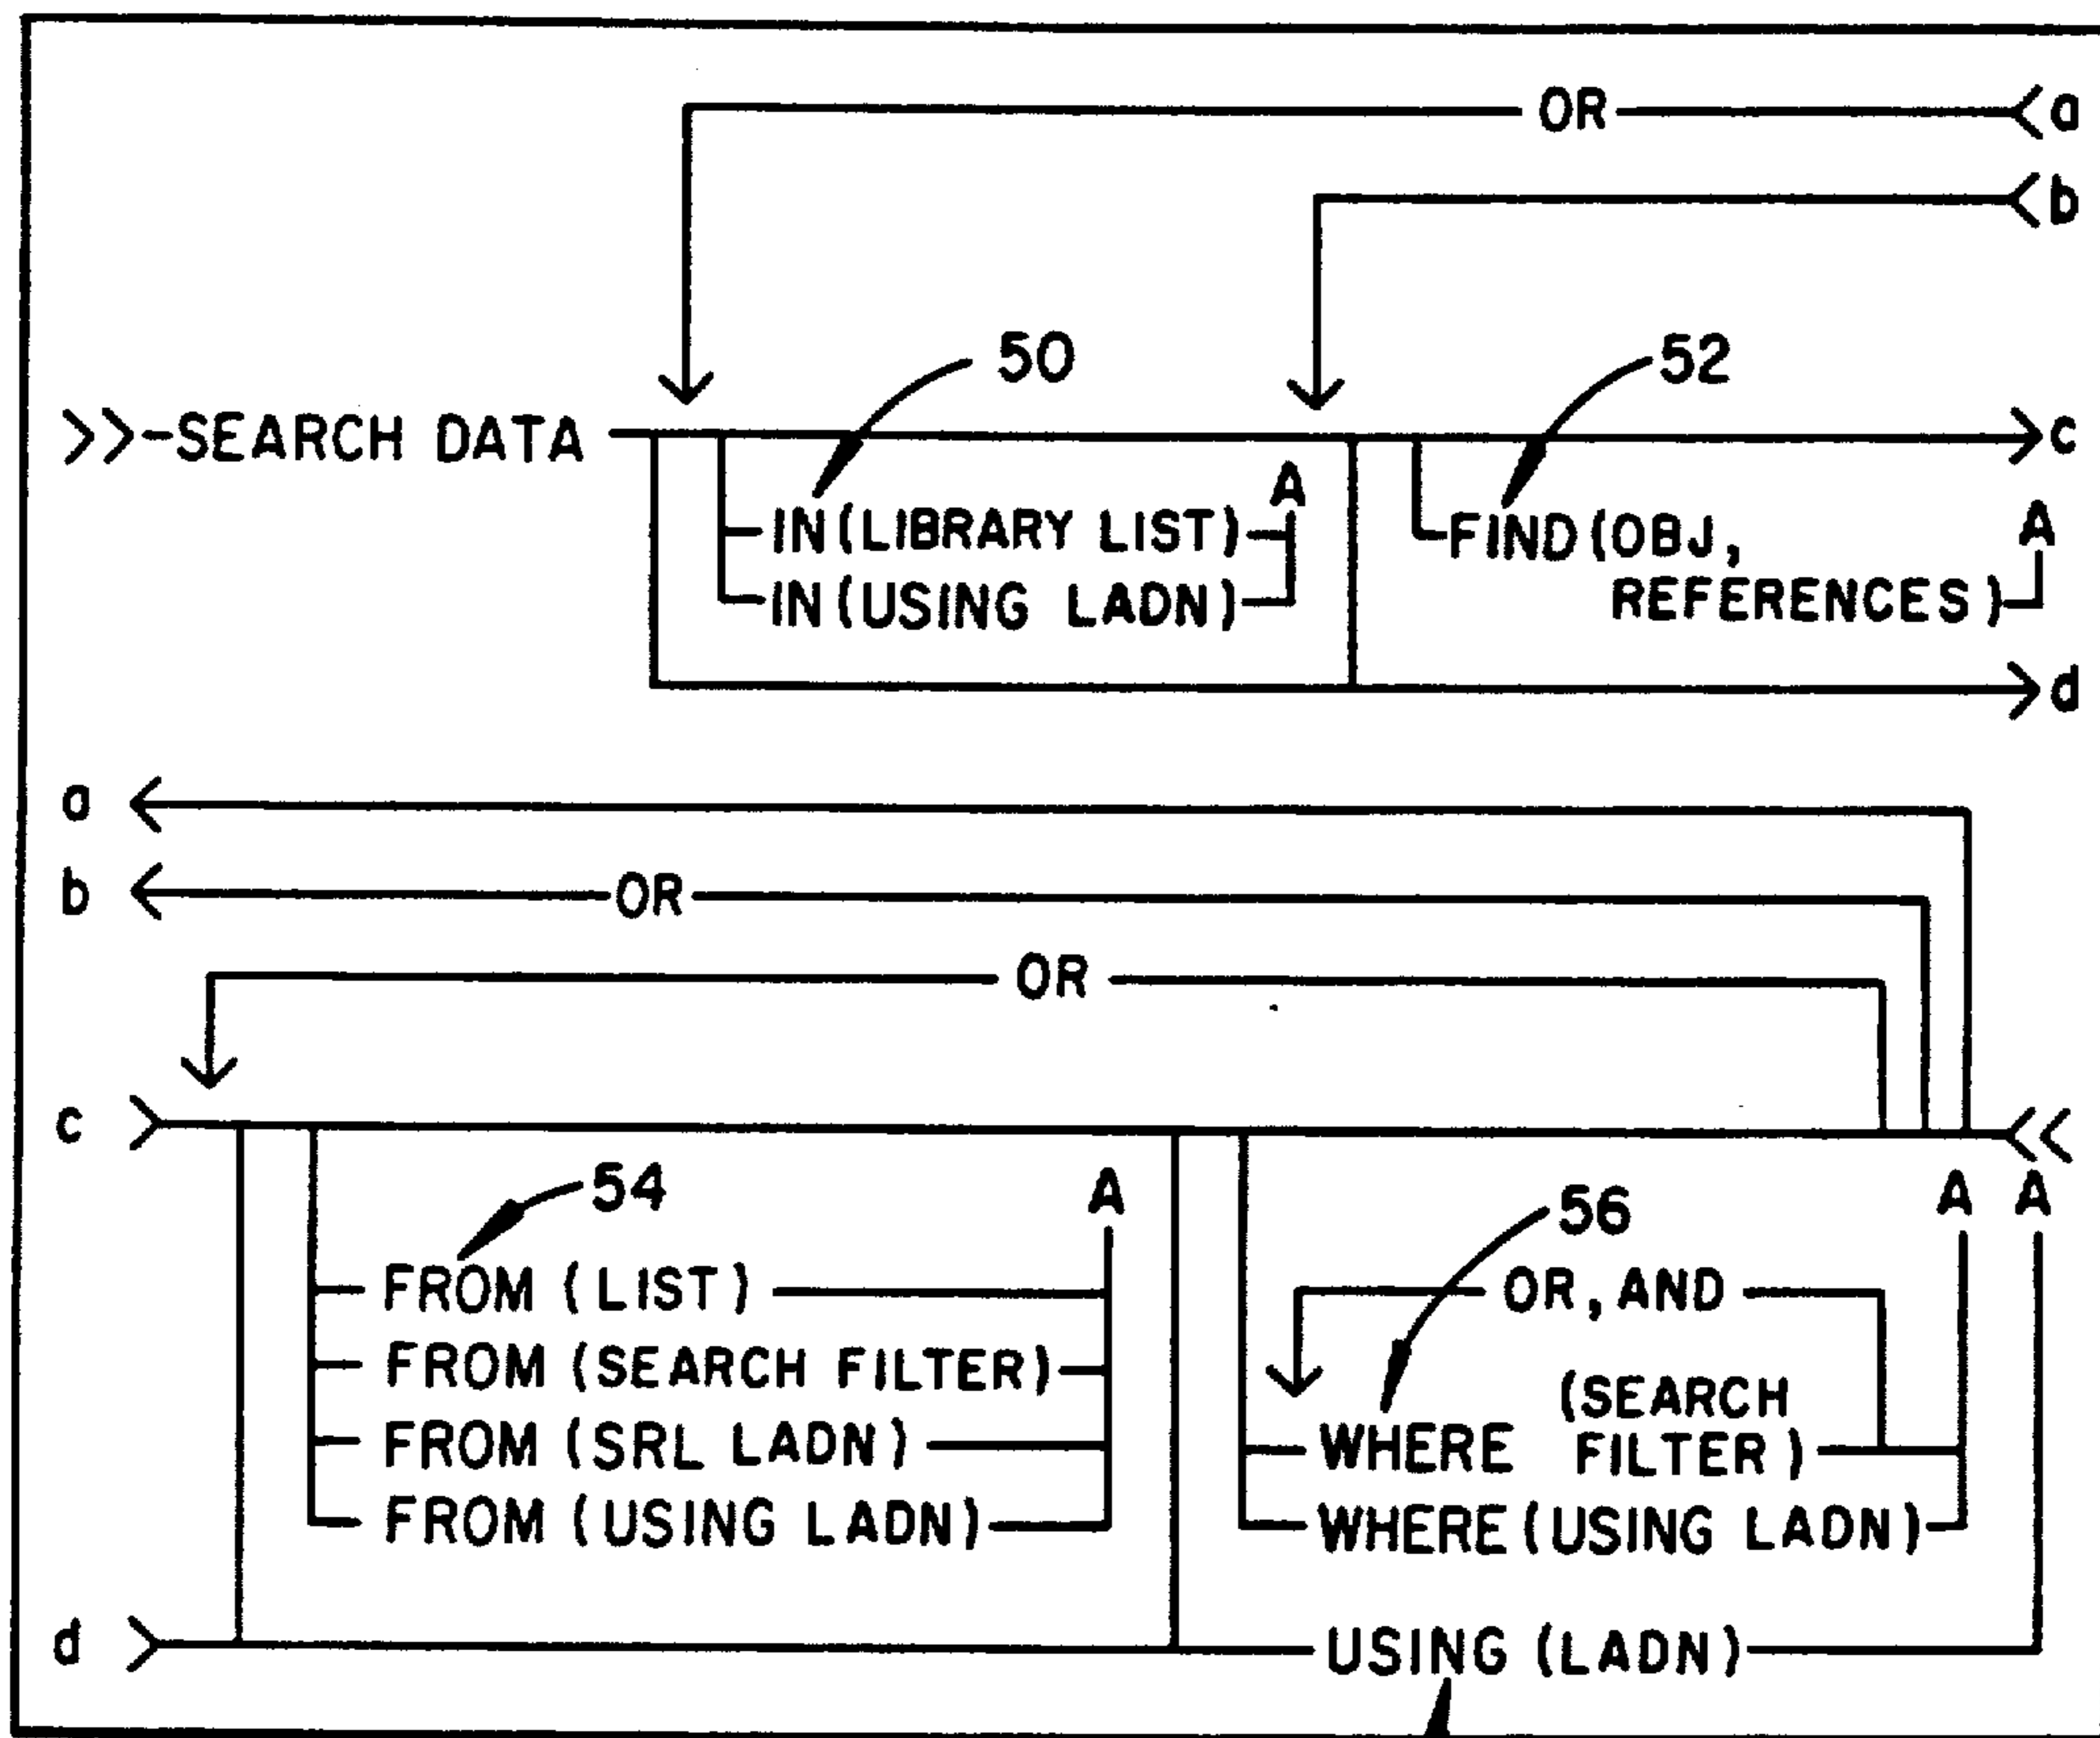 OR a
b
50 52
>>-SEARCH DATA c
A
IN (LIBRARY LIST) FIND (OBJ, A
IN (USING LADN) REFERENCES)
d
a
b OR
OR
c <<
54 A 56 A A
FROM (LIST) OR, AND
FROM (SEARCH FILTER) (SEARCH
FROM (SRL LADN) WHERE FILTER)
FROM (USING LADN) WHERE (USING LADN)
d USING (LADN)